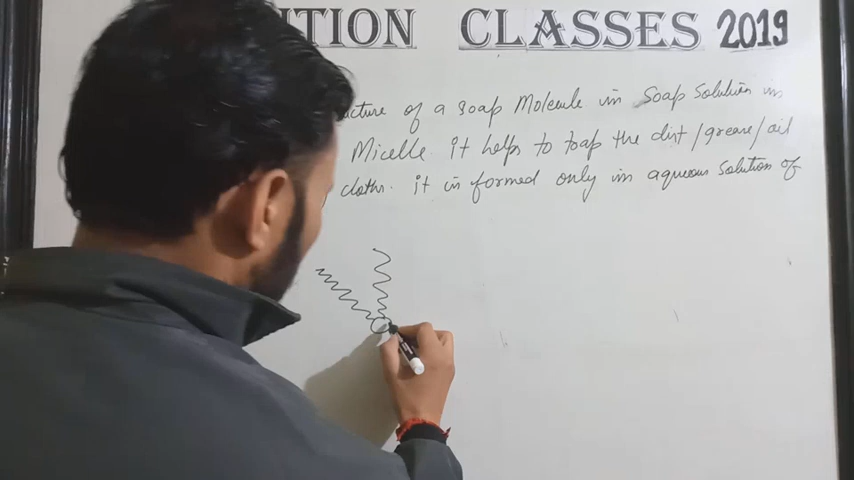 ITION CLASSES 2019
cture of a soap Molecule in Soap Solution is
Micelle it helps to trap the dirt/grease/oil
cloths. it is formed only in aqueous solution of